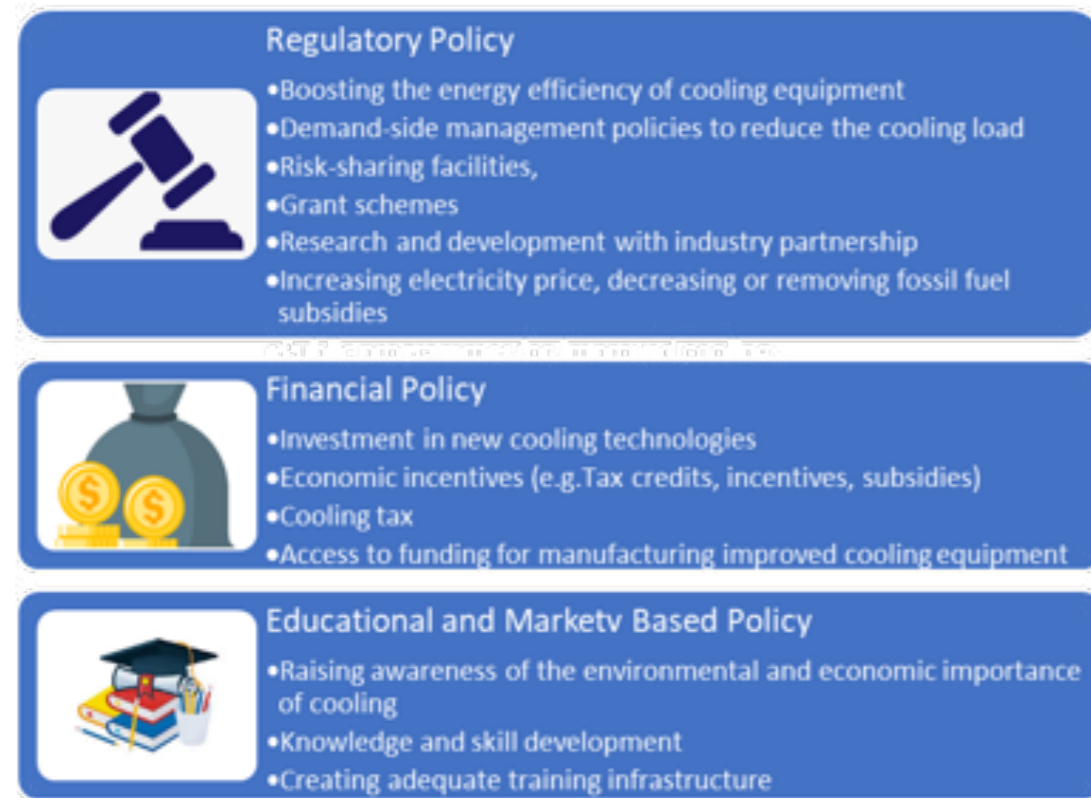 Regulatory Policy
•Boosting the energy efficiency of cooling equipment
•Demand-side management policies to reduce the cooling load
•Risk-sharing facilities,
•Grant schemes
•Research and development with industry partnership
•Increasing electricity price, decreasing or removing fossil fuel
subsidies
Financial Policy
•Investment in new cooling technologies
•Economic incentives (e.g.Tax credits, incentives, subsidies)
•Cooling tax
•Access to funding for manufacturing improved cooling equipment
Educational and Marketv Based Policy
•Raising awareness of the environmental and economic importance
of cooling
•Knowledge and skill development
•Creating adequate training infrastructure